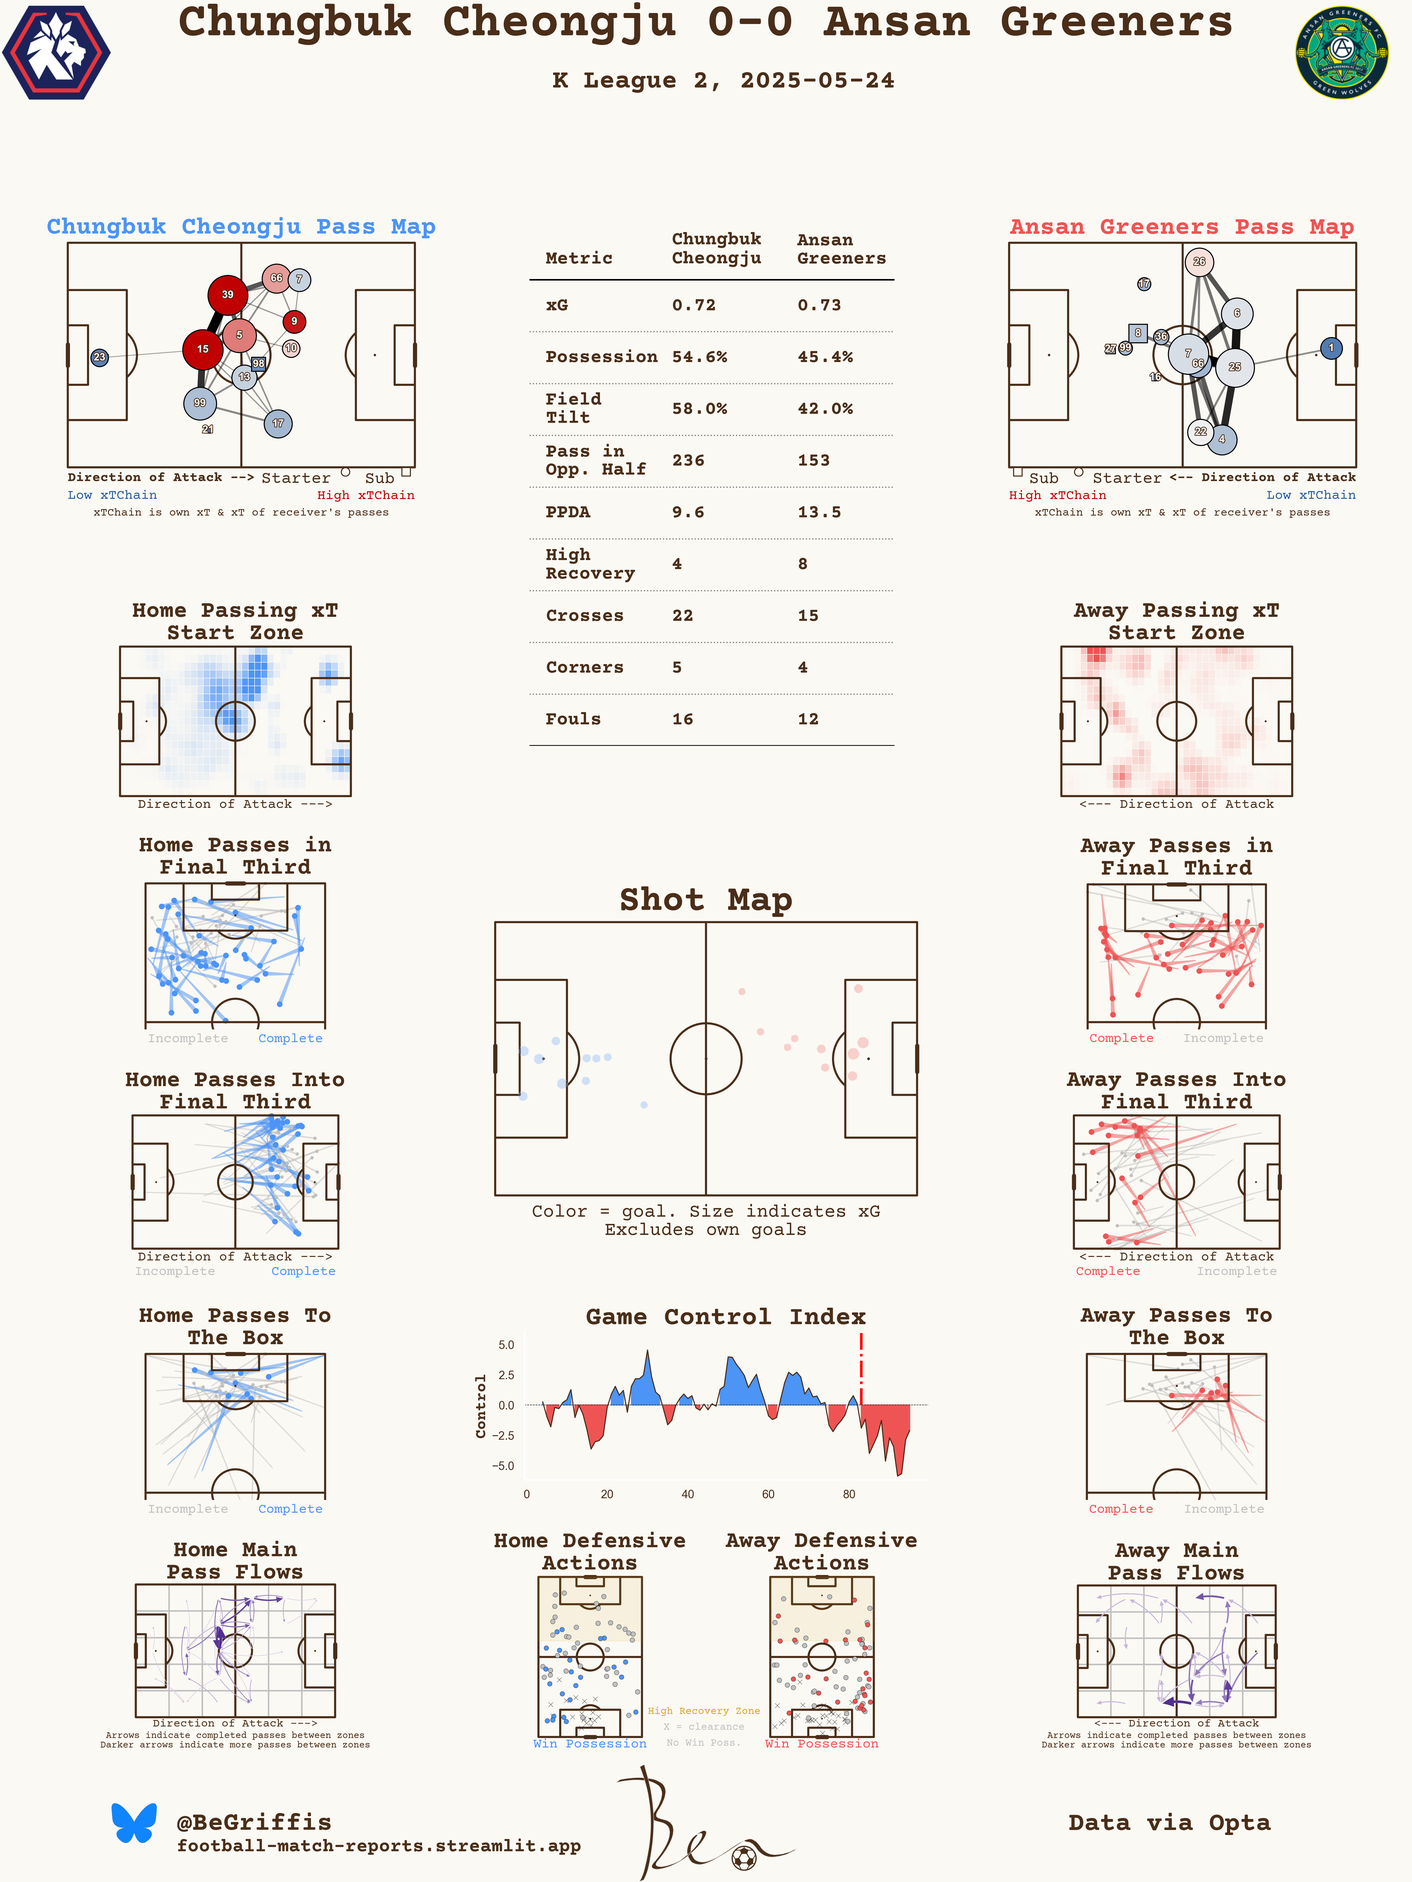 Chungbuk Cheongju 0-0 Ansan Greeners
K League 2, 2025-05-24
ANSAN GREENERS FC
GREEN WOLVES
Chungbuk Cheongju Pass Map
23
39
15
99
21
66
7
9
5
10
98
13
17
Direction of Attack --> Starter Sub
Low xTChain High xTChain
xTChain is own xT & xT of receiver's passes
Metric Chungbuk Cheongju Ansan Greeners
xG 0.72 0.73
Possession 54.6% 45.4%
Field Tilt 58.0% 42.0%
Pass in Opp. Half 236 153
PPDA 9.6 13.5
High Recovery 4 8
Crosses 22 15
Corners 5 4
Fouls 16 12
Ansan Greeners Pass Map
26
17
6
8
36
27
99
7
66
25
1
16
22
4
Sub Starter <-- Direction of Attack
High xTChain Low xTChain
xTChain is own xT & xT of receiver's passes
Home Passing xT
Start Zone
Direction of Attack --->
Away Passing xT
Start Zone
<--- Direction of Attack
Home Passes in
Final Third
Incomplete Complete
Away Passes in
Final Third
Complete Incomplete
Shot Map
Color = goal. Size indicates xG
Excludes own goals
Home Passes Into
Final Third
Direction of Attack --->
Incomplete Complete
Away Passes Into
Final Third
<--- Direction of Attack
Complete Incomplete
Home Passes To
The Box
Incomplete Complete
Game Control Index
Control
5.0
2.5
0.0
−2.5
−5.0
0 20 40 60 80
Away Passes To
The Box
Complete Incomplete
Home Main
Pass Flows
Direction of Attack --->
Arrows indicate completed passes between zones
Darker arrows indicate more passes between zones
Home Defensive
Actions
Win Possession
High Recovery Zone
X = clearance
No Win Poss.
Away Defensive
Actions
Win Possession
Away Main
Pass Flows
<--- Direction of Attack
Arrows indicate completed passes between zones
Darker arrows indicate more passes between zones
@BeGriffis
football-match-reports.streamlit.app
Ben
Data via Opta